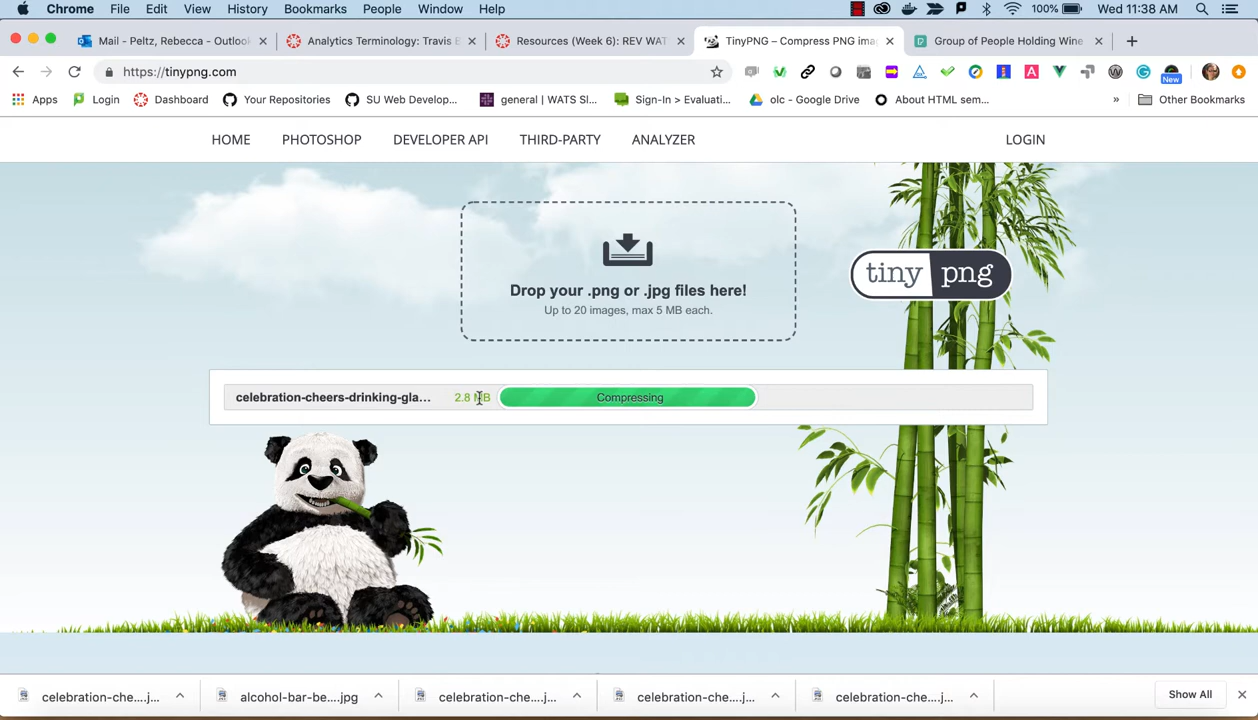 Chrome File Edit View History Bookmarks People Window Help 100% Wed 11:38 AM
Mail - Peltz, Rebecca - Outloo Analytics Terminology: Travis Resources (Week 6): REV WAT TinyPNG – Compress PNG ima Group of People Holding Wine
https://tinypng.com New
Apps Login Dashboard Your Repositories SU Web Develop... general | WATS Sl... Sign-In > Evaluati... olc - Google Drive About HTML sem... » Other Bookmarks
HOME PHOTOSHOP DEVELOPER API THIRD-PARTY ANALYZER LOGIN
Drop your .png or .jpg files here!
Up to 20 images, max 5 MB each.
tiny png
celebration-cheers-drinking-gla... 2.8 MB Compressing
celebration-che....j... alcohol-bar-be....jpg celebration-che....j... celebration-che....j... celebration-che....j... Show All